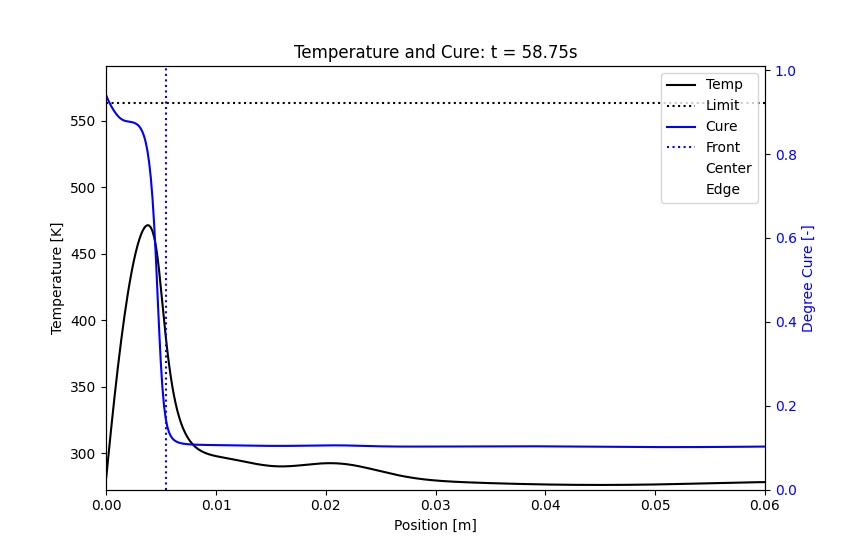 Temperature and Cure: t = 58.75s
Temp
Limit
Cure
Front
Center
Edge
Temperature [K]
550
500
450
400
350
300
Degree Cure [-]
1.0
0.8
0.6
0.4
0.2
0.0
0.00 0.01 0.02 0.03 0.04 0.05 0.06
Position [m]